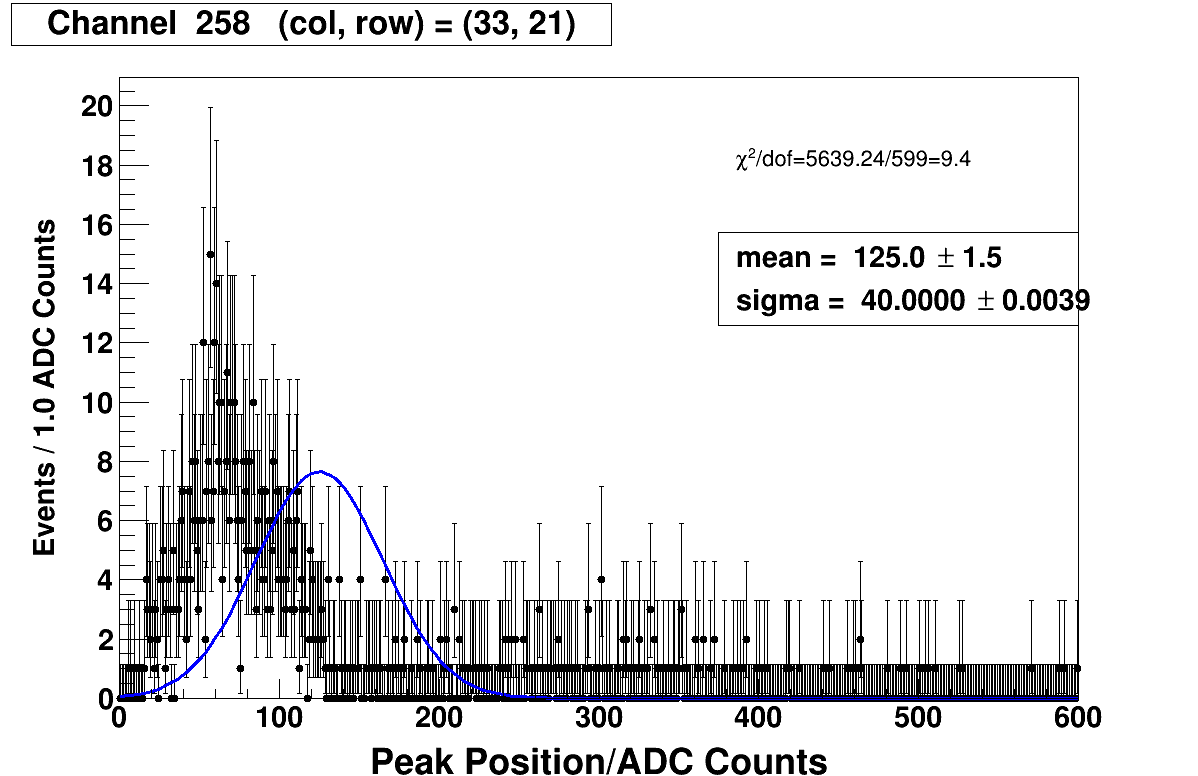 Channel 258 (col, row) = (33, 21)
χ²/dof=5639.24/599=9.4
mean = 125.0 ± 1.5
sigma = 40.0000 ± 0.0039
Events / 1.0 ADC Counts
20
18
16
14
12
10
8
6
4
2
0
0 100 200 300 400 500 600
Peak Position/ADC Counts